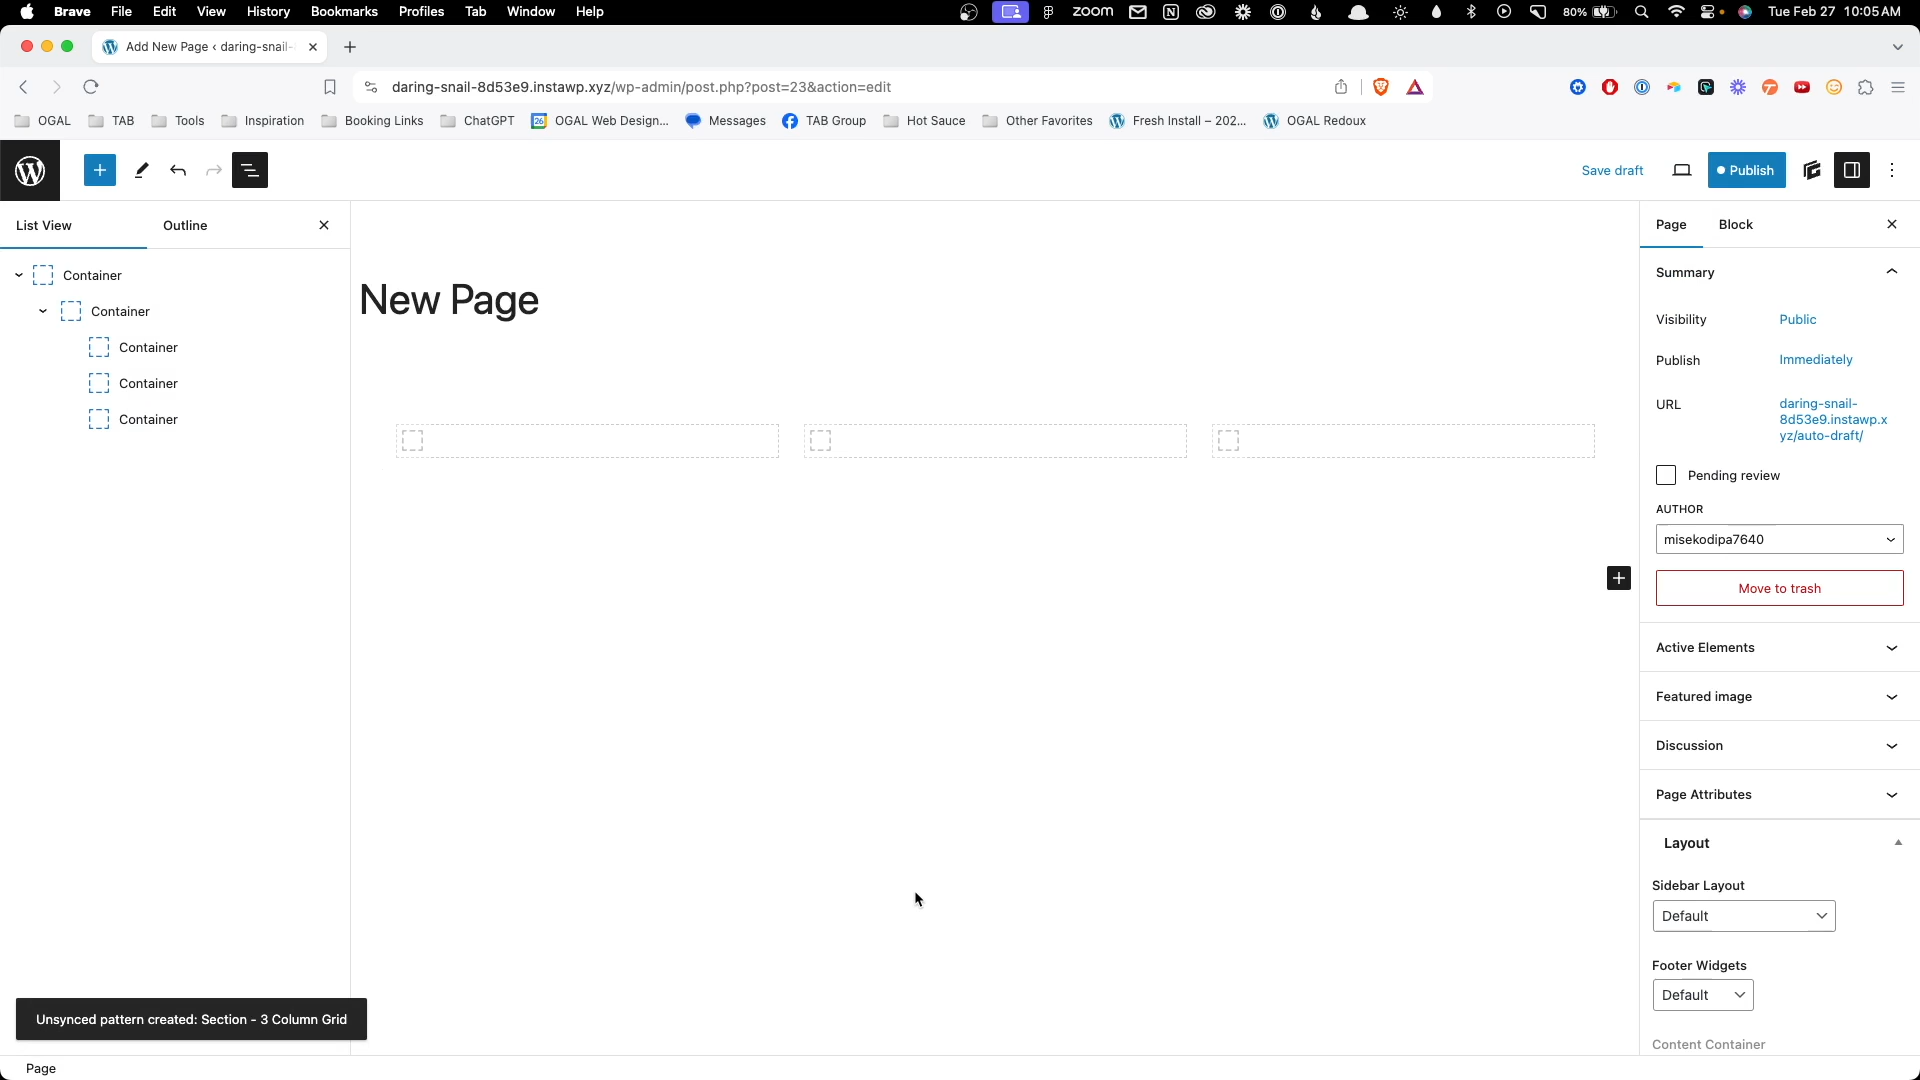 Brave File Edit View History Bookmarks Profiles Tab Window Help zoom 80% Tue Feb 27 10:05 AM
Add New Page ‹ daring-snail-
daring-snail-8d53e9.instawp.xyz/wp-admin/post.php?post=23&action=edit
OGAL TAB Tools Inspiration Booking Links ChatGPT 26 OGAL Web Design... Messages TAB Group Hot Sauce Other Favorites Fresh Install – 202... OGAL Redoux
Save draft Publish
List View Outline
Page Block
Container
Container
Container
Container
Container
New Page
Summary
Visibility Public
Publish Immediately
URL daring-snail-
8d53e9.instawp.x
yz/auto-draft/
Pending review
AUTHOR
misekodipa7640
Move to trash
Active Elements
Featured image
Discussion
Page Attributes
Layout
Sidebar Layout
Default
Footer Widgets
Default
Content Container
Unsynced pattern created: Section - 3 Column Grid
Page